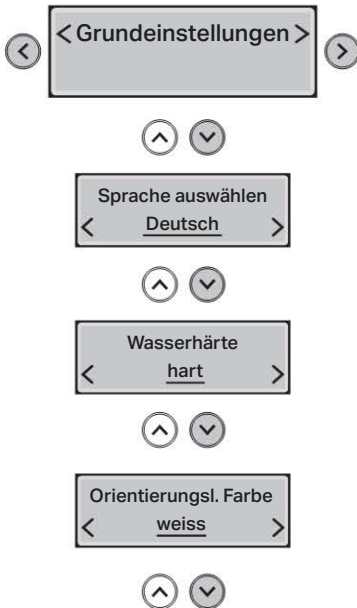 Grundeinstellungen
Sprache auswählen
Deutsch
Wasserhärte
hart
Orientierungsl. Farbe
weiss